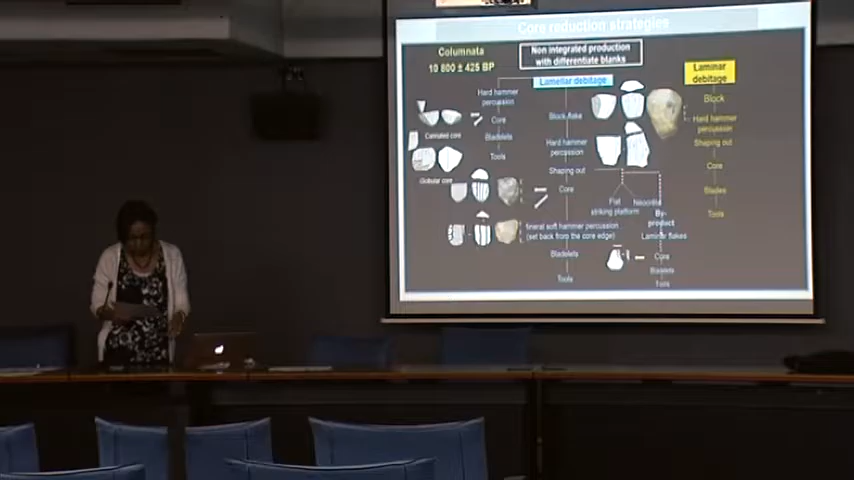 Core reduction strategies
Columnata
10 800 ± 425 BP
Non integrated production
with differentiate blanks
Lamellar debitage
Laminar
debitage
Hard hammer
percussion
Core
Bladelets
Tools
Carinated core
Globular core
Block-flake
Hard hammer
percussion
Shaping out
Core
Flat
striking platform
Neocortex
By-
product
Laminar flakes
Core
Bladelets
Tools
mineral soft hammer percussion
(set back from the core edge)
Bladelets
Tools
Block
Hard hammer
percussion
Shaping out
Core
Blades
Tools